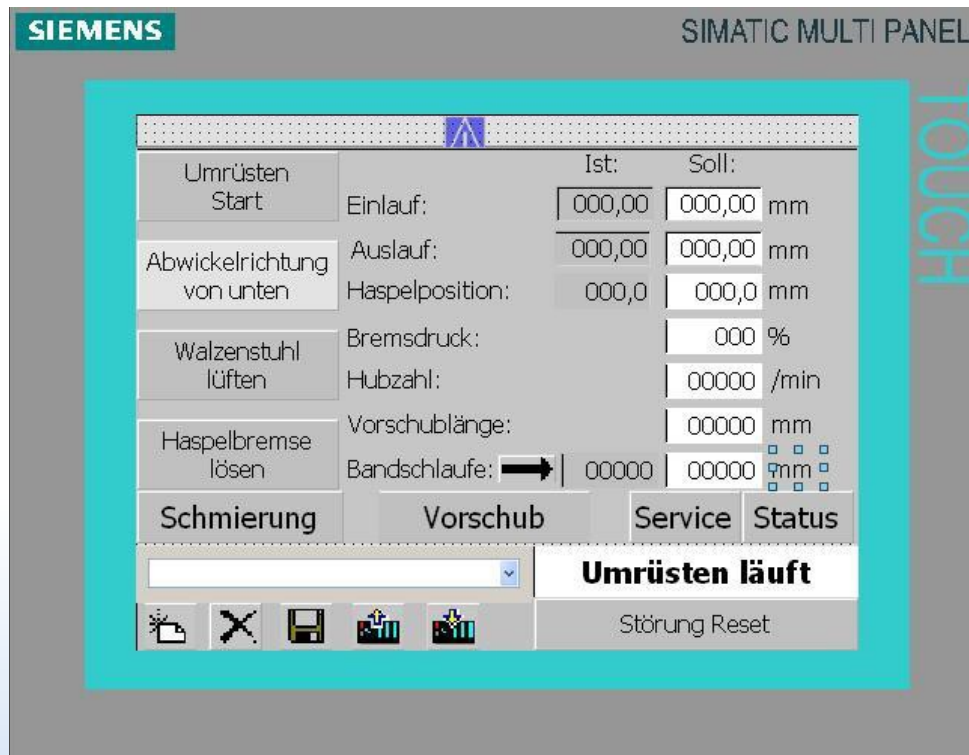 SIEMENS
SIMATIC MULTI PANEL
TOUCH
Ist: Soll:
Umrüsten
Start
Einlauf: 000,00 000,00 mm
Abwickelrichtung
von unten
Auslauf: 000,00 000,00 mm
Haspelposition: 000,0 000,0 mm
Walzenstuhl
lüften
Bremsdruck: 000 %
Hubzahl: 00000 /min
Haspelbremse
lösen
Vorschublänge: 00000 mm
Bandschlaufe: 00000 00000 mm
Schmierung Vorschub Service Status
Umrüsten läuft
Störung Reset